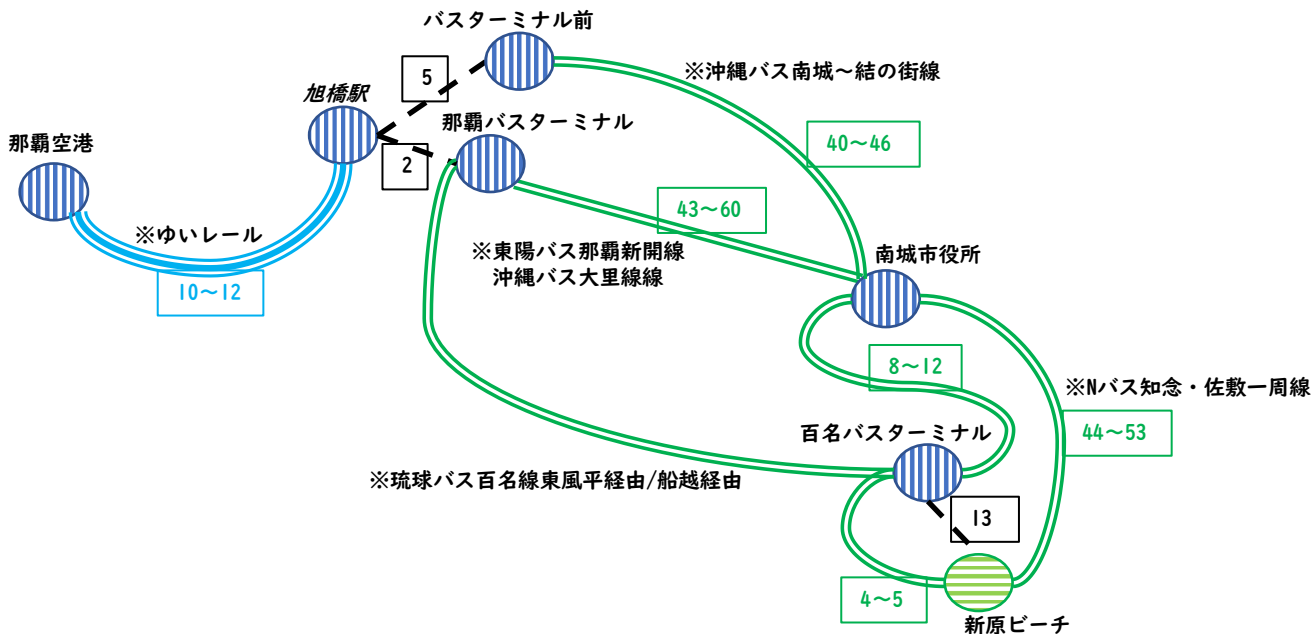 バスターミナル前
5
※沖縄バス南城～結の街線
旭橋駅
那覇バスターミナル
那覇空港
2
40～46
43～60
※ゆいレール
※東陽バス那覇新開線
沖縄バス大里線線
南城市役所
10～12
8～12
※Nバス知念・佐敷一周線
百名バスターミナル
44～53
※琉球バス百名線東風平経由/船越経由
13
4～5
新原ビーチ